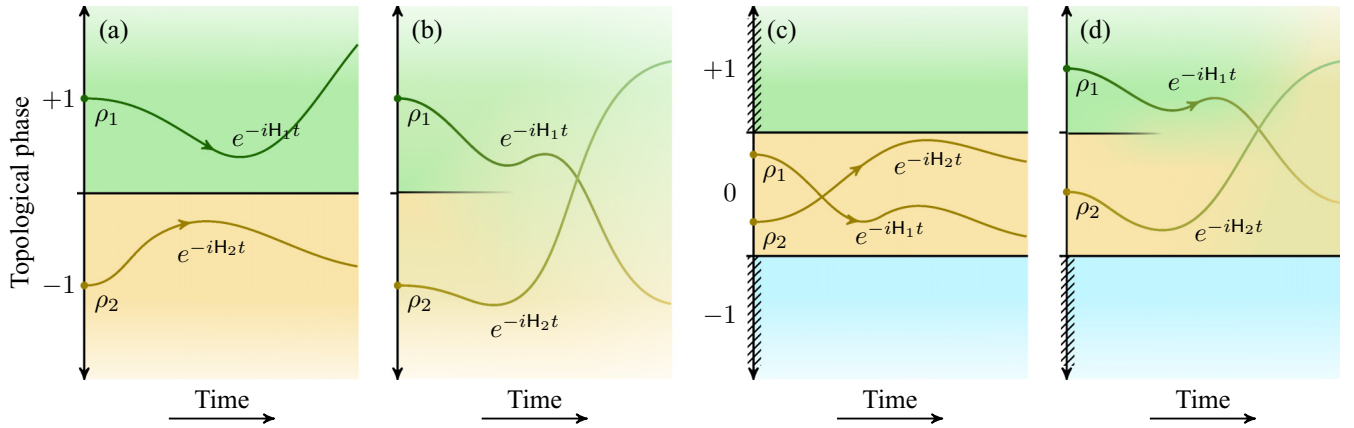 (a)
Topological phase
+1
−1
ρ₁
e^{−iH₁t}
e^{−iH₂t}
ρ₂
Time
(b)
ρ₁
e^{−iH₁t}
ρ₂
e^{−iH₂t}
Time
(c)
+1
0
−1
ρ₁
e^{−iH₂t}
ρ₂
e^{−iH₁t}
Time
(d)
e^{−iH₁t}
ρ₁
ρ₂
e^{−iH₂t}
Time